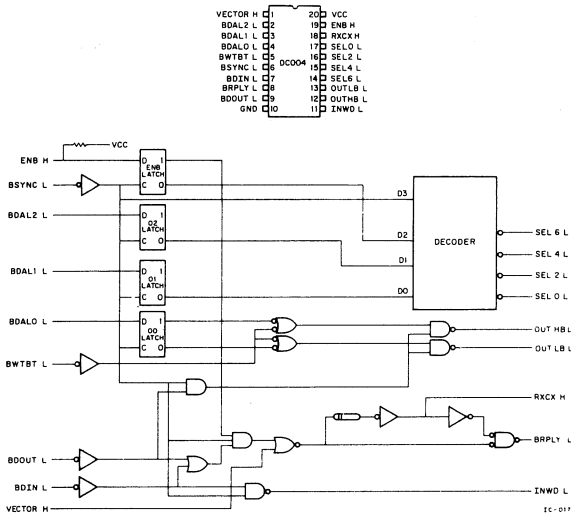 VECTOR H 1 20 VCC
BDAL2 L 2 19 ENB H
BDAL1 L 3 18 RXCX H
BDAL0 L 4 17 SEL0 L
BWTBT L 5 16 SEL2 L
BSYNC L 6 DC004 15 SEL4 L
BDIN L 7 14 SEL6 L
BRPLY L 8 13 OUTLB L
BDOUT L 9 12 OUTHB L
GND 10 11 INWD L
VCC
ENB H
D 1
ENB
LATCH
C 0
BSYNC L
D3
BDAL2 L
D 1
02
LATCH
C 0
D2
DECODER
SEL 6 L
D1
SEL 4 L
BDAL1 L
D 1
01
LATCH
C 0
SEL 2 L
D0
SEL 0 L
BDAL0 L
D 1
00
LATCH
C 0
OUT HB L
OUT LB L
BWTBT L
RXCX H
BRPLY L
BDOUT L
BDIN L
INWD L
VECTOR H